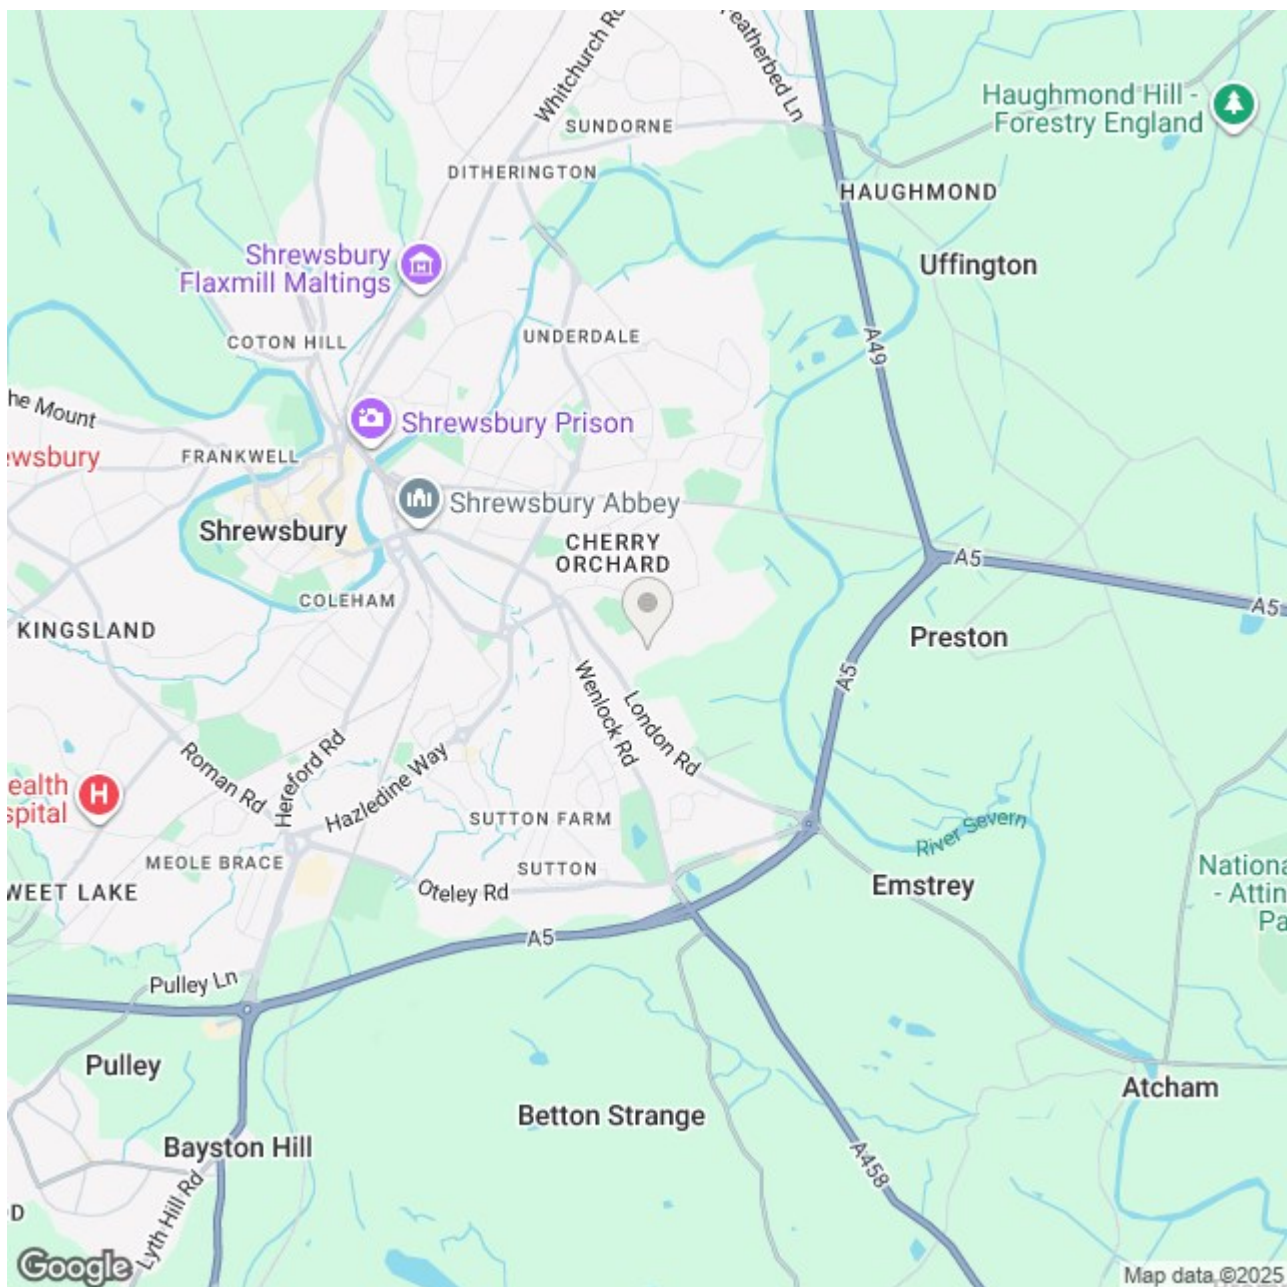 Whitchurch Rd
Featherbed Ln
SUNDORNE
Haughmond Hill -
Forestry England
DITHERINGTON
HAUGHMOND
Shrewsbury
Flaxmill Maltings
Uffington
COTON HILL
UNDERDALE
A49
he Mount
Shrewsbury Prison
FRANKWELL
ewsbury
Shrewsbury Abbey
Shrewsbury
CHERRY
ORCHARD
A5
COLEHAM
A5
KINGSLAND
Preston
A5
Wenlock Rd
London Rd
Roman Rd
Hereford Rd
Hazledine Way
ealth
spital
H
SUTTON FARM
River Severn
MEOLE BRACE
SUTTON
Nationa
- Attin
Pa
WEET LAKE
Oteley Rd
Emstrey
A5
Pulley Ln
Pulley
Atcham
Betton Strange
Bayston Hill
A458
Lyth Hill Rd
OD
Google
Map data ©2025